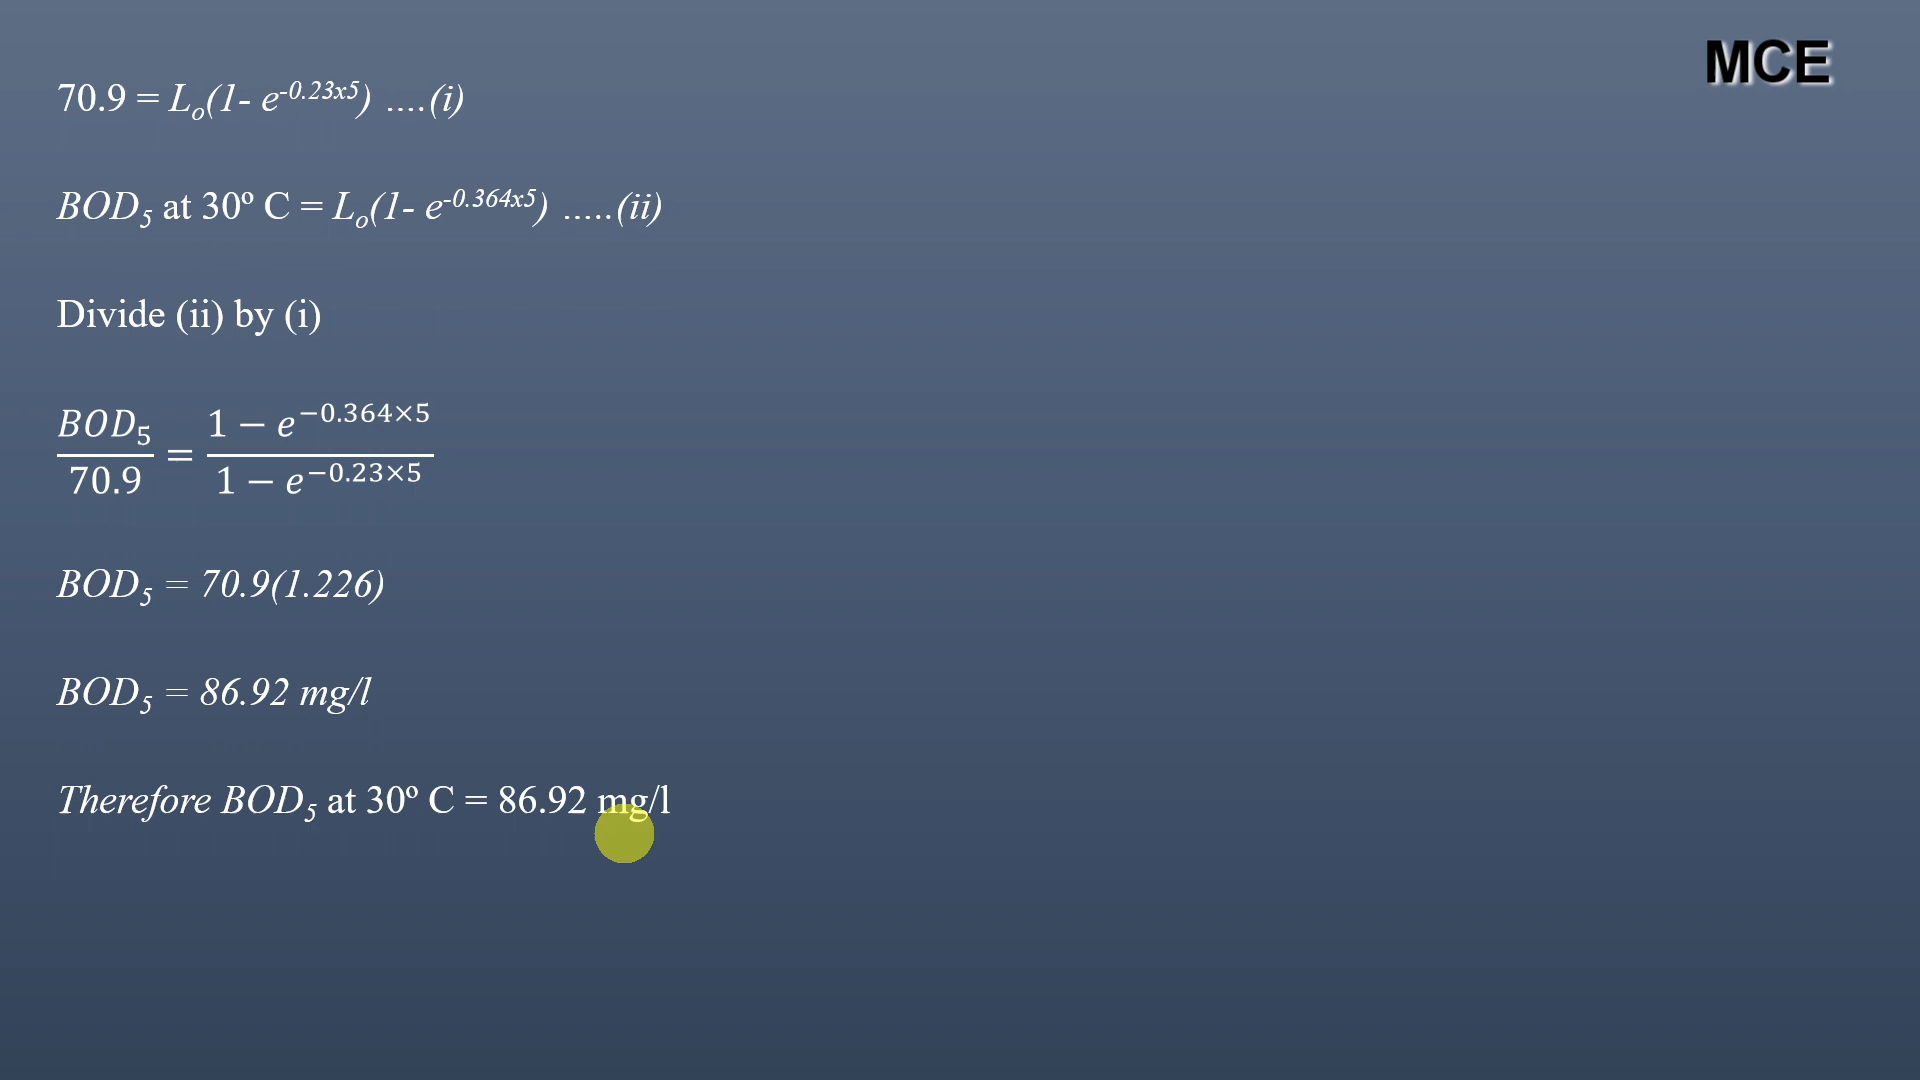 MCE
70.9 = Lₒ(1- e^-0.23x5) ....(i)
BOD₅ at 30º C = Lₒ(1- e^-0.364x5) .....(ii)
Divide (ii) by (i)
BOD₅/70.9 = (1 − e^−0.364×5)/(1 − e^−0.23×5)
BOD₅ = 70.9(1.226)
BOD₅ = 86.92 mg/l
Therefore BOD₅ at 30º C = 86.92 mg/l